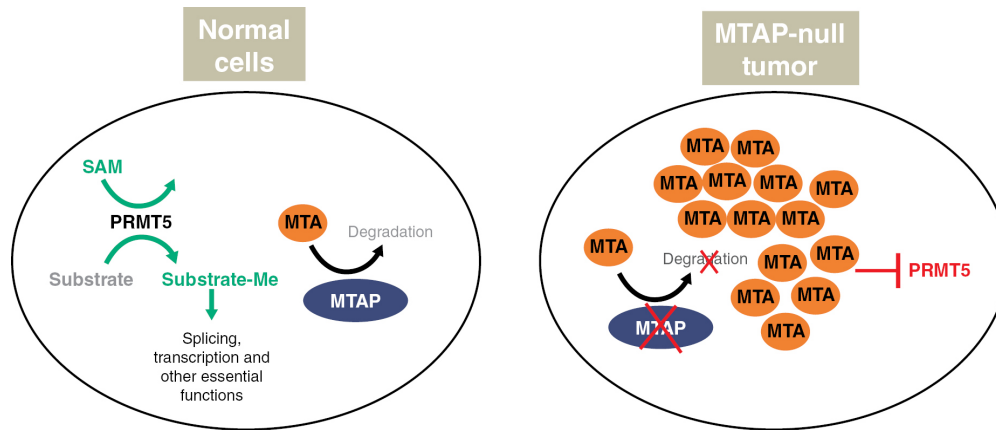 Normal
cells
SAM
PRMT5
Substrate
Substrate-Me
Splicing,
transcription and
other essential
functions
MTA
Degradation
MTAP
MTAP-null
tumor
MTA
MTA
MTA
MTA
MTA
MTA
MTA
MTA
MTA
MTA
Degradation
MTAP
MTA
MTA
MTA
MTA
MTA
PRMT5